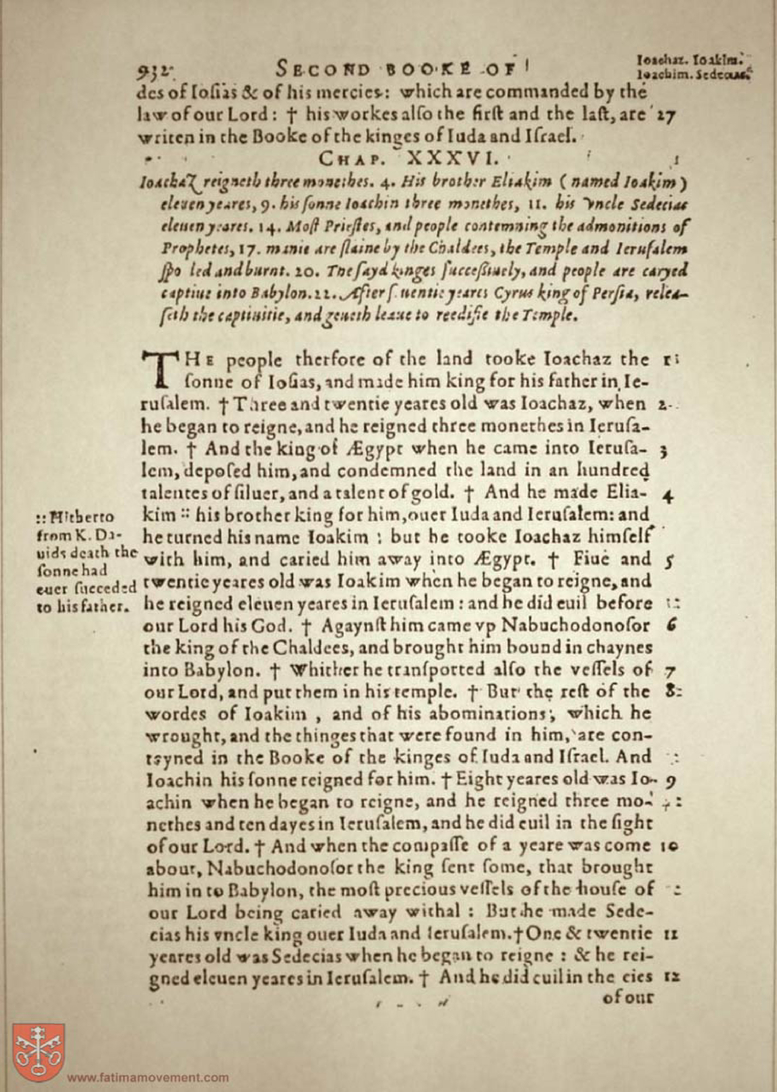 932 SECOND BOOKE OF
Ioachaz. Ioakim.
Ioachim. Sedecias.
des of Iosias & of his mercies: which are commanded by the
law of our Lord : † his workes also the first and the last, are 27
writen in the Booke of the kinges of Iuda and Israel.
CHAP. XXXVI.
Ioachaz reigneth three monethes. 4. His brother Eliakim (named Ioakim)
eleuen yeares, 9. his sonne Ioachin three monethes, 11. his vncle Sedecias
eleuen yeares. 14. Most Priestes, and people contemning the admonitions of
Prophetes, 17. manie are slaine by the Chaldees, the Temple and Ierusalem
spo led and burnt. 20. The sayd kinges successiuely, and people are caryed
captiue into Babylon. 22. After s uentie yeares Cyrus king of Persia, relea-
seth the captiuitie, and geueth leaue to reedifie the Temple.
THE people therfore of the land tooke Ioachaz the 1
sonne of Iosias, and made him king for his father in Ie-
rusalem. † Three and twentie yeares old was Ioachaz, when 2
he began to reigne, and he reigned three monethes in Ierusa-
lem. † And the king of Ægypt when he came into Ierusa- 3
lem, deposed him, and condemned the land in an hundred
talentes of siluer, and a talent of gold. † And he made Elia- 4
kim :: his brother king for him, ouer Iuda and Ierusalem: and
he turned his name Ioakim : but he tooke Ioachaz himself
with him, and caried him away into Ægypt. † Fiue and 5
twentie yeares old was Ioakim when he began to reigne, and
he reigned eleuen yeares in Ierusalem : and he did euil before
our Lord his God. † Agaynst him came vp Nabuchodonosor 6
the king of the Chaldees, and brought him bound in chaynes
into Babylon. † Whither he transported also the vessels of 7
our Lord, and put them in his temple. † But the rest of the 8
wordes of Ioakim , and of his abominations, which he
wrought, and the thinges that were found in him, are con-
tayned in the Booke of the kinges of Iuda and Israel. And
Ioachin his sonne reigned for him. † Eight yeares old was Io- 9
achin when he began to reigne, and he reigned three mo-
nethes and ten dayes in Ierusalem, and he did euil in the sight
of our Lord. † And when the compasse of a yeare was come 10
about, Nabuchodonosor the king sent some, that brought
him in to Babylon, the most precious vessels of the house of
our Lord being caried away withal : But he made Sede-
cias his vncle king ouer Iuda and Ierusalem. † One & twentie 11
yeares old was Sedecias when he began to reigne : & he rei-
gned eleuen yeares in Ierusalem. † And he did euil in the eies 12
of our
:: Hitherto
from K. Da-
uids death the
sonne had
euer succeded
to his father.
www.fatimamovement.com